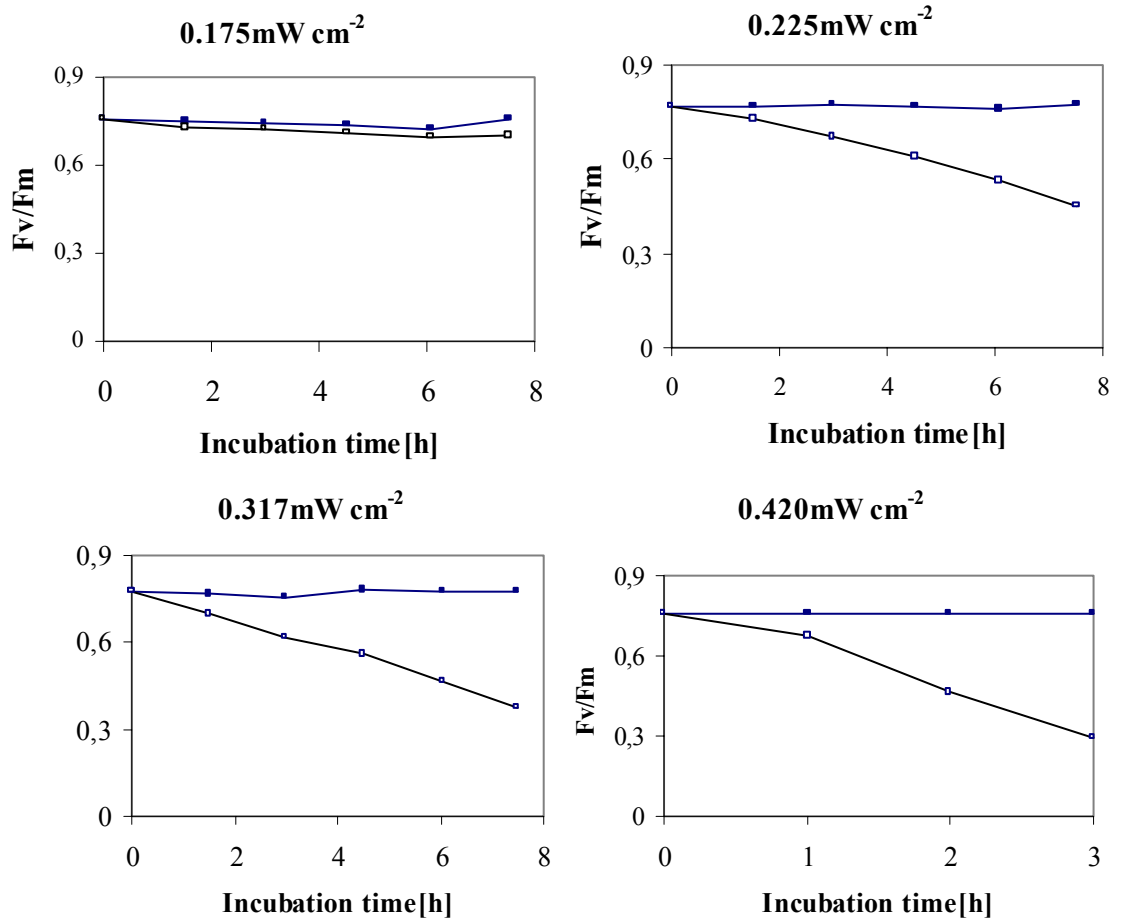 0.175mW cm-2
0,9
0,6
0,3
0
Fv/Fm
0 2 4 6 8
Incubation time[h]
0.225mW cm-2
0,9
0,6
0,3
0
Fv/Fm
0 2 4 6 8
Incubation time[h]
0.317mW cm-2
0,9
0,6
0,3
0
0 2 4 6 8
Incubation time[h]
0.420mW cm-2
0,9
0,6
0,3
0
Fv/Fm
0 1 2 3
Incubation time[h]